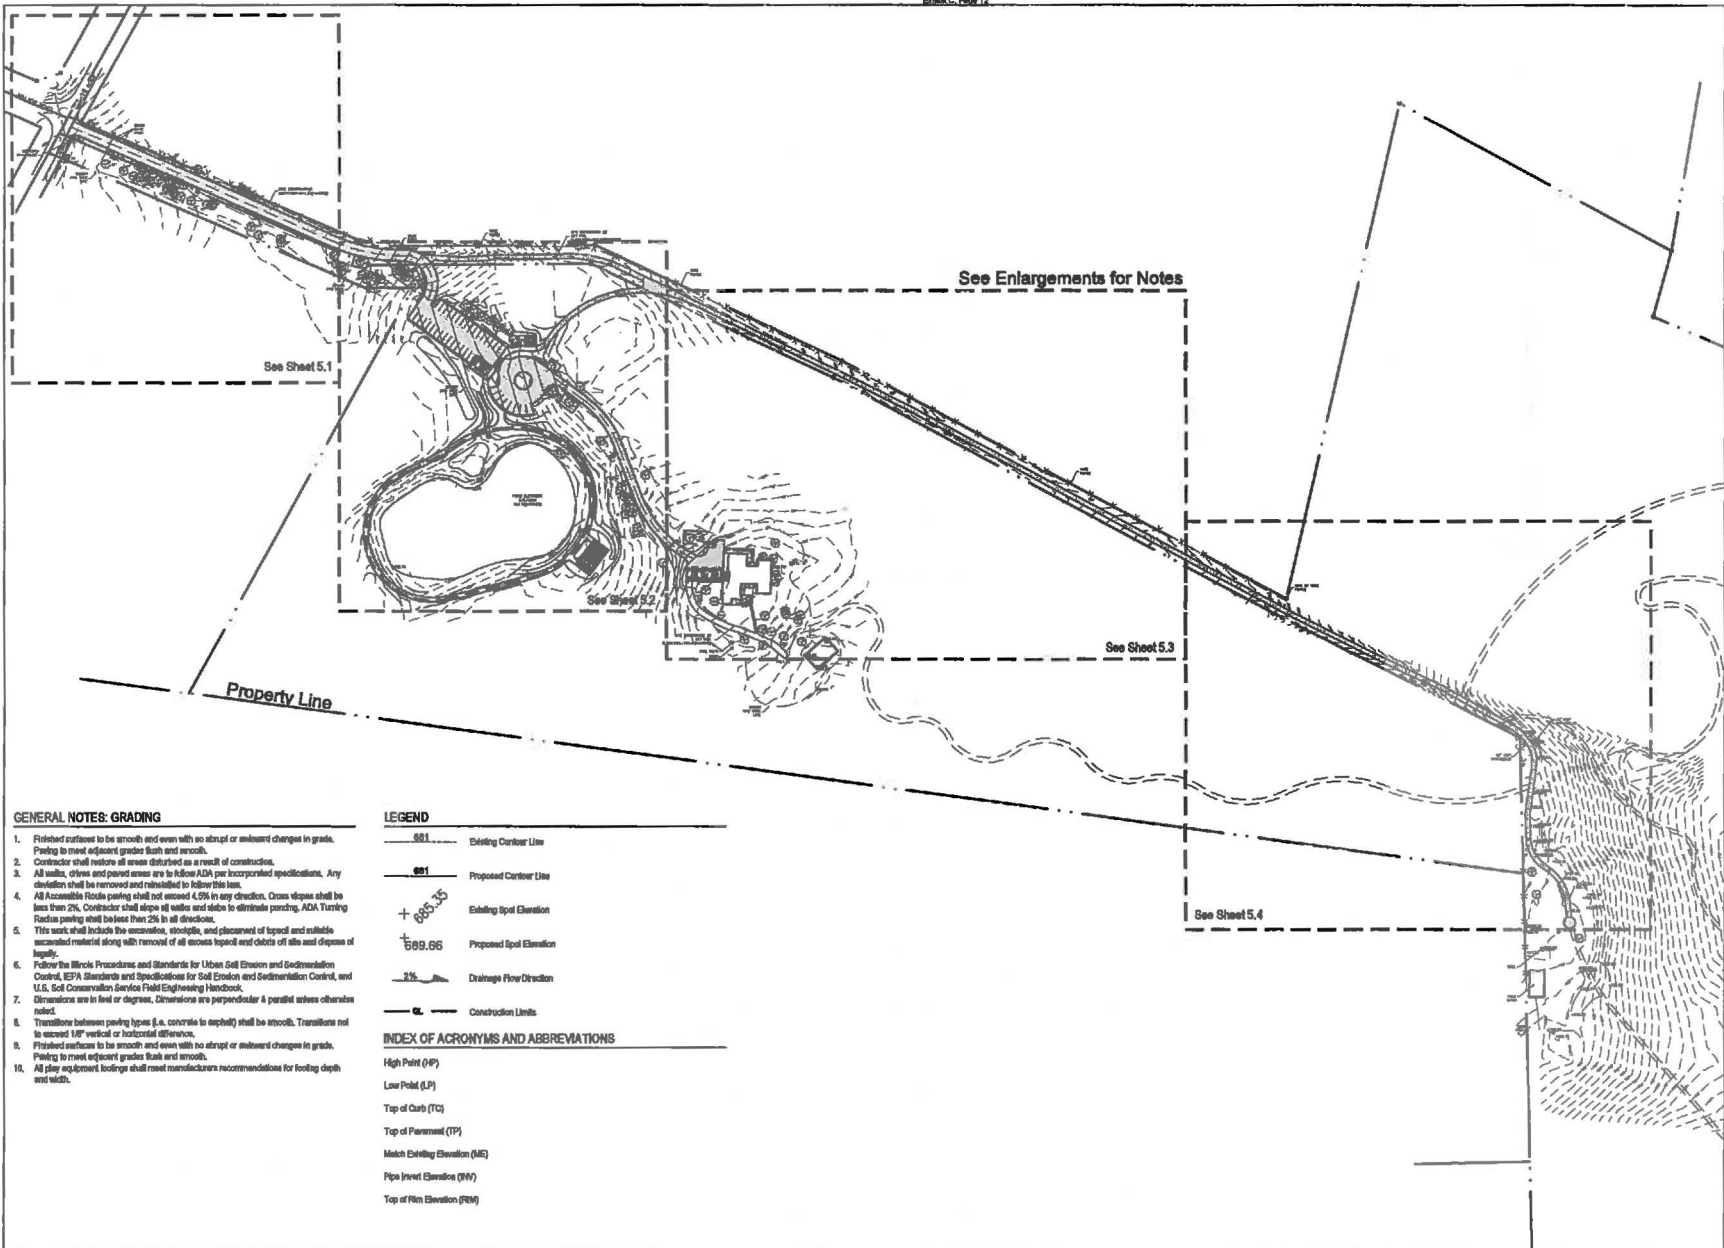 Exhibit C, Page 12
See Enlargements for Notes
See Sheet 5.1
See Sheet 5.2
See Sheet 5.3
See Sheet 5.4
Property Line
GENERAL NOTES: GRADING
1. Finished surfaces to be smooth and even with no abrupt or awkward changes in grade.
Paving to meet adjacent grades flush and smooth.
2. Contractor shall restore all areas disturbed as a result of construction.
3. All walks, drives and paved areas are to follow ADA per incorporated specifications. Any
deviation shall be removed and reinstalled to follow this law.
4. All Accessible Route paving shall not exceed 4.5% in any direction. Cross slopes shall be
less than 2%. Contractor shall slope all walks and slabs to eliminate ponding. ADA Turning
Radius paving shall be less than 2% in all directions.
5. This work shall include the excavation, stockpile, and placement of topsoil and suitable
excavated material along with removal of all excess topsoil and debris off site and dispose of
legally.
6. Follow the Illinois Procedures and Standards for Urban Soil Erosion and Sedimentation
Control, IEPA Standards and Specifications for Soil Erosion and Sedimentation Control, and
U.S. Soil Conservation Service Field Engineering Handbook.
7. Dimensions are in feet or degrees. Dimensions are perpendicular & parallel unless otherwise
noted.
8. Transitions between paving types (i.e. concrete to asphalt) shall be smooth. Transitions not
to exceed 1/8" vertical or horizontal difference.
9. Finished surfaces to be smooth and even with no abrupt or awkward changes in grade.
Paving to meet adjacent grades flush and smooth.
10. All play equipment footings shall meet manufacturers recommendations for footing depth
and width.
LEGEND
681 Existing Contour Line
681 Proposed Contour Line
685.35 Existing Spot Elevation
689.66 Proposed Spot Elevation
2% Drainage Flow Direction
CL Construction Limits
INDEX OF ACRONYMS AND ABBREVIATIONS
High Point (HP)
Low Point (LP)
Top of Curb (TC)
Top of Pavement (TP)
Match Existing Elevation (ME)
Pipe Invert Elevation (INV)
Top of Rim Elevation (RIM)